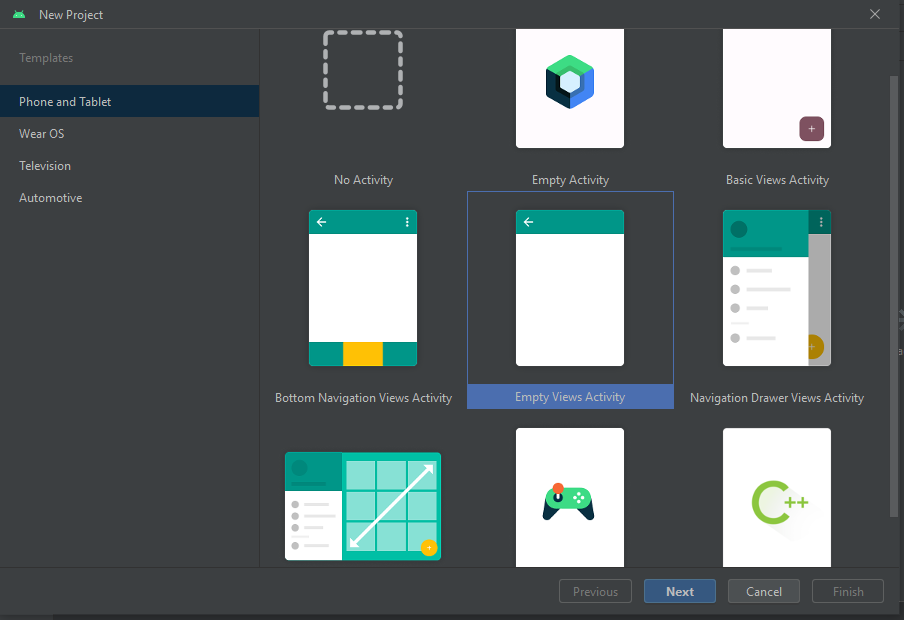 New Project
Templates
Phone and Tablet
Wear OS
Television
Automotive
No Activity
Empty Activity
Basic Views Activity
Bottom Navigation Views Activity
Empty Views Activity
Navigation Drawer Views Activity
C++
Previous
Next
Cancel
Finish